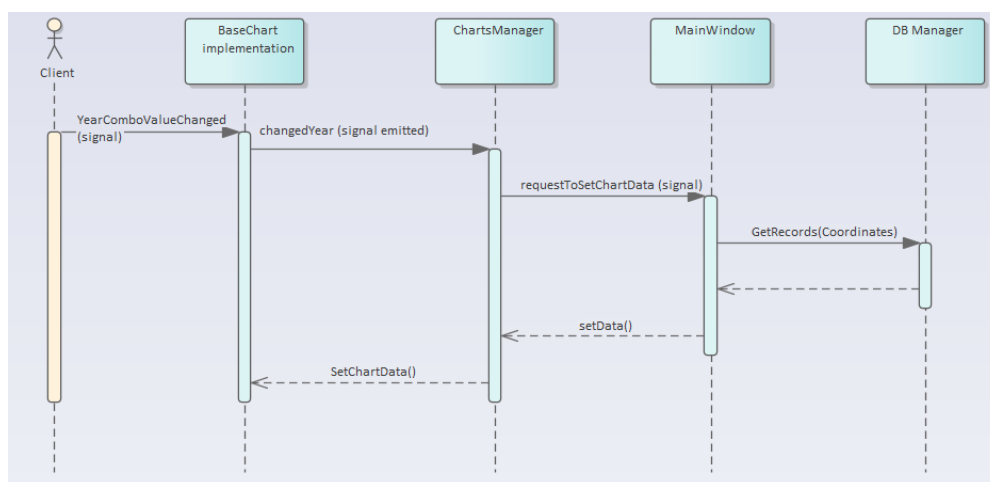 BaseChart
implementation
ChartsManager
MainWindow
DB Manager
Client
YearComboValueChanged
(signal)
changedYear (signal emitted)
requestToSetChartData (signal)
GetRecords(Coordinates)
setData()
SetChartData()